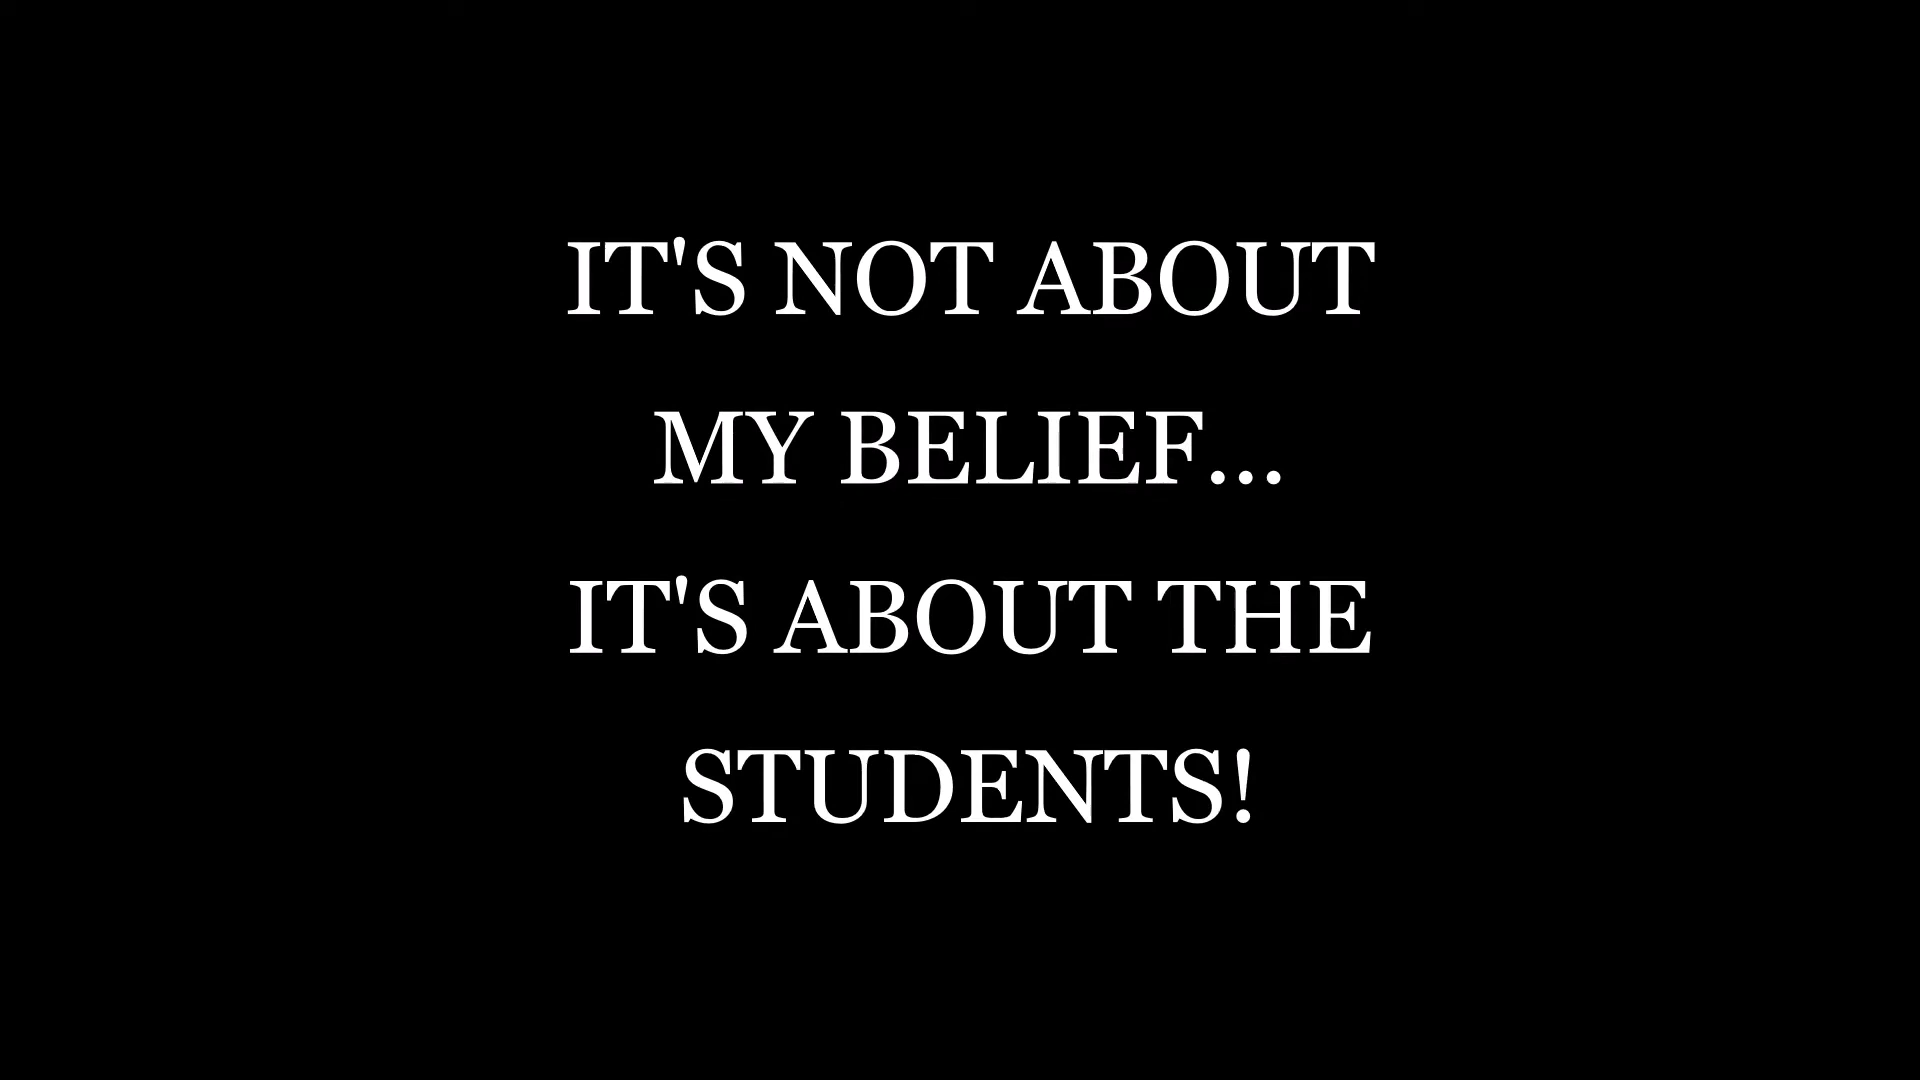 IT'S NOT ABOUT
MY BELIEF...
IT'S ABOUT THE
STUDENTS!